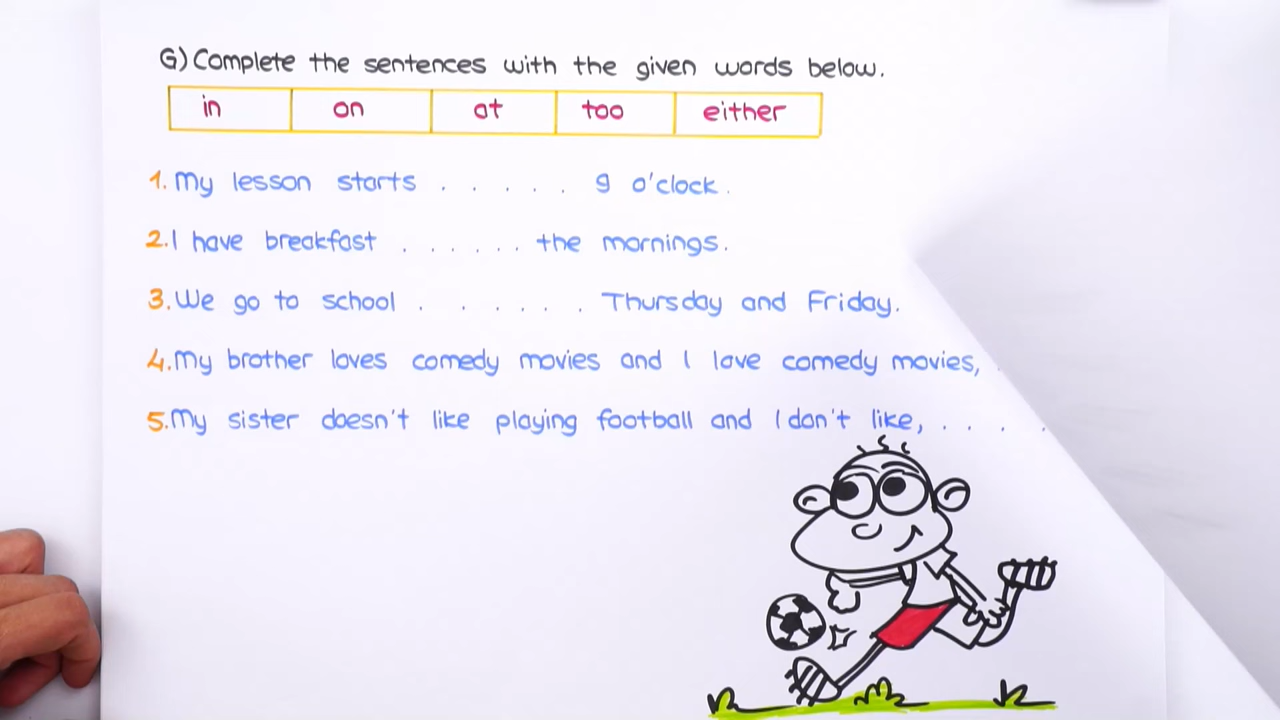 G) Complete the sentences with the given words below.
in on at too either
1. My lesson starts . . . . . 9 o'clock.
2. I have breakfast . . . . . . the mornings.
3. We go to school . . . . . . Thursday and Friday.
4. My brother loves comedy movies and I love comedy movies, .
5. My sister doesn't like playing football and I don't like, . . . .